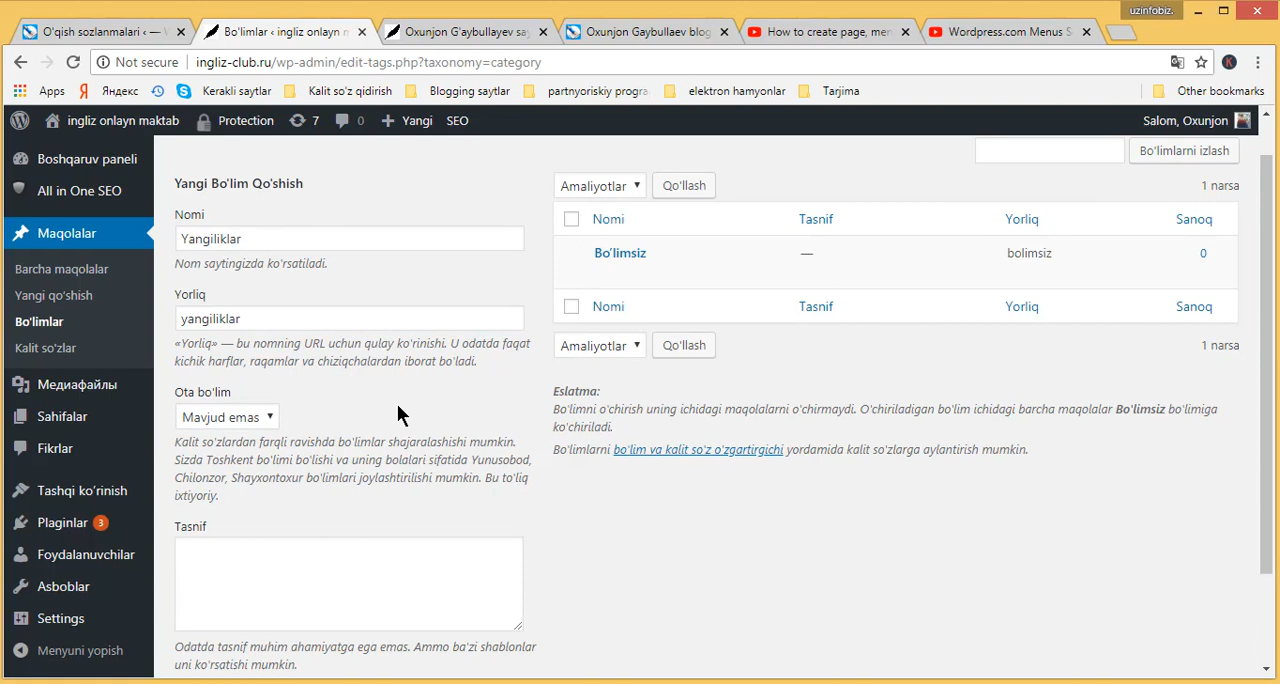 uzinfobiz.
O'qish sozlanmalari ‹ — W
Bo'limlar ‹ ingliz onlayn m
Oxunjon G'aybullayev say
Oxunjon Gaybullaev blog
How to create page, men
Wordpress.com Menus S
Not secure
ingliz-club.ru/wp-admin/edit-tags.php?taxonomy=category
Apps
Яндекс
Kerakli saytlar
Kalit so'z qidirish
Blogging saytlar
partnyoriskiy progra
elektron hamyonlar
Tarjima
Other bookmarks
ingliz onlayn maktab
Protection
7
0
Yangi
SEO
Salom, Oxunjon
Boshqaruv paneli
All in One SEO
Maqolalar
Barcha maqolalar
Yangi qo'shish
Bo'limlar
Kalit so'zlar
Медиафайлы
Sahifalar
Fikrlar
Tashqi ko'rinish
Plaginlar 3
Foydalanuvchilar
Asboblar
Settings
Menyuni yopish
Yangi Bo'lim Qo'shish
Nomi
Yangiliklar
Nom saytingizda ko'rsatiladi.
Yorliq
yangiliklar
«Yorliq» — bu nomning URL uchun qulay ko'rinishi. U odatda faqat
kichik harflar, raqamlar va chiziqchalardan iborat bo'ladi.
Ota bo'lim
Mavjud emas
Kalit so'zlardan farqli ravishda bo'limlar shajaralashishi mumkin.
Sizda Toshkent bo'limi bo'lishi va uning bolalari sifatida Yunusobod,
Chilonzor, Shayxontoxur bo'limlari joylashtirilishi mumkin. Bu to'liq
ixtiyoriy.
Tasnif
Odatda tasnif muhim ahamiyatga ega emas. Ammo ba'zi shablonlar
uni ko'rsatishi mumkin.
Bo'limlarni izlash
Amaliyotlar
Qo'llash
1 narsa
Nomi
Tasnif
Yorliq
Sanoq
Bo'limsiz
—
bolimsiz
0
Nomi
Tasnif
Yorliq
Sanoq
Amaliyotlar
Qo'llash
1 narsa
Eslatma:
Bo'limni o'chirish uning ichidagi maqolalarni o'chirmaydi. O'chiriladigan bo'lim ichidagi barcha maqolalar Bo'limsiz bo'limiga
ko'chiriladi.
Bo'limlarni bo'lim va kalit so'z o'zgartirgichi yordamida kalit so'zlarga aylantirish mumkin.